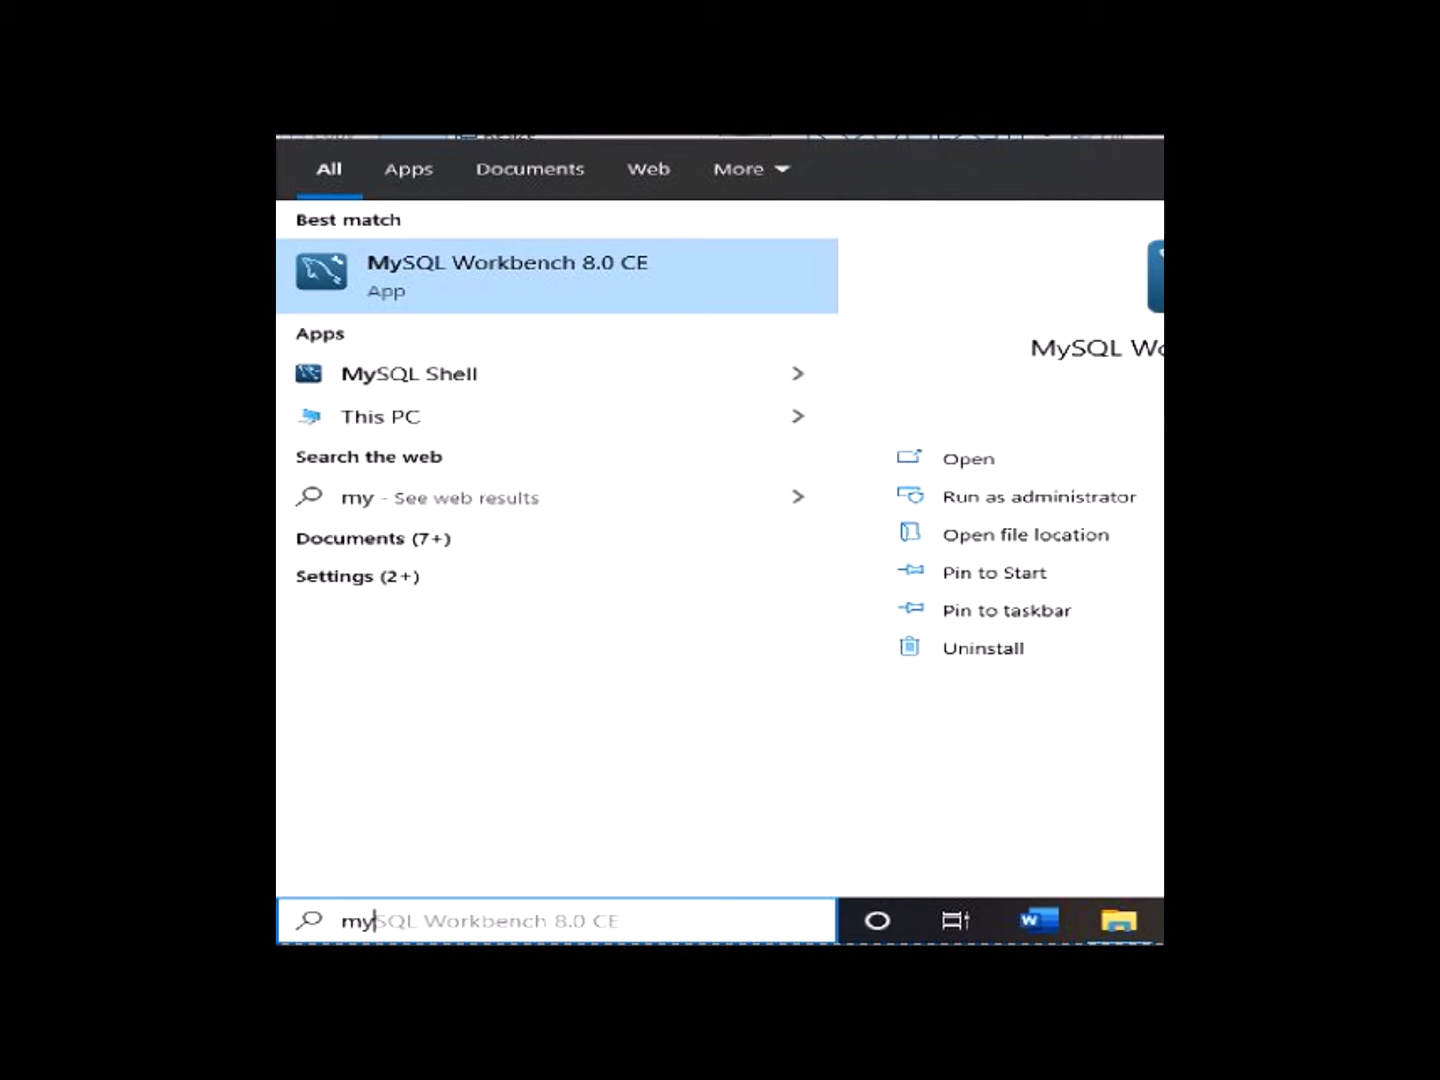 All Apps Documents Web More
Best match
MySQL Workbench 8.0 CE
App
Apps
MySQL Shell
This PC
Search the web
my - See web results
Documents (7+)
Settings (2+)
MySQL Wo
Open
Run as administrator
Open file location
Pin to Start
Pin to taskbar
Uninstall
mySQL Workbench 8.0 CE